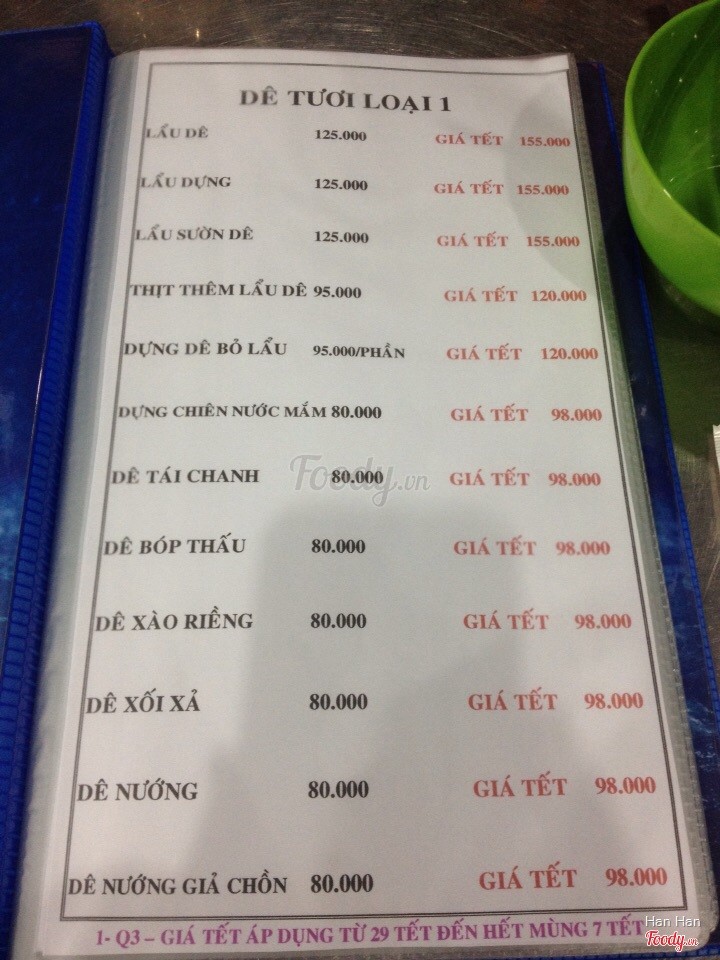 DÊ TƯƠI LOẠI 1
LẨU DÊ 125.000 GIÁ TẾT 155.000
LẨU DỰNG 125.000 GIÁ TẾT 155.000
LẨU SƯỜN DÊ 125.000 GIÁ TẾT 155.000
THỊT THÊM LẨU DÊ 95.000 GIÁ TẾT 120.000
DỰNG DÊ BỎ LẨU 95.000/PHẦN GIÁ TẾT 120.000
DỰNG CHIÊN NƯỚC MẮM 80.000 GIÁ TẾT 98.000
DÊ TÁI CHANH 80.000 GIÁ TẾT 98.000
Foody.vn
DÊ BÓP THẤU 80.000 GIÁ TẾT 98.000
DÊ XÀO RIỀNG 80.000 GIÁ TẾT 98.000
DÊ XỐI XẢ 80.000 GIÁ TẾT 98.000
DÊ NƯỚNG 80.000 GIÁ TẾT 98.000
DÊ NƯỚNG GIẢ CHỒN 80.000 GIÁ TẾT 98.000
1- Q3 – GIÁ TẾT ÁP DỤNG TỪ 29 TẾT ĐẾN HẾT MÙNG 7 TẾT
Han Han
Foody.vn